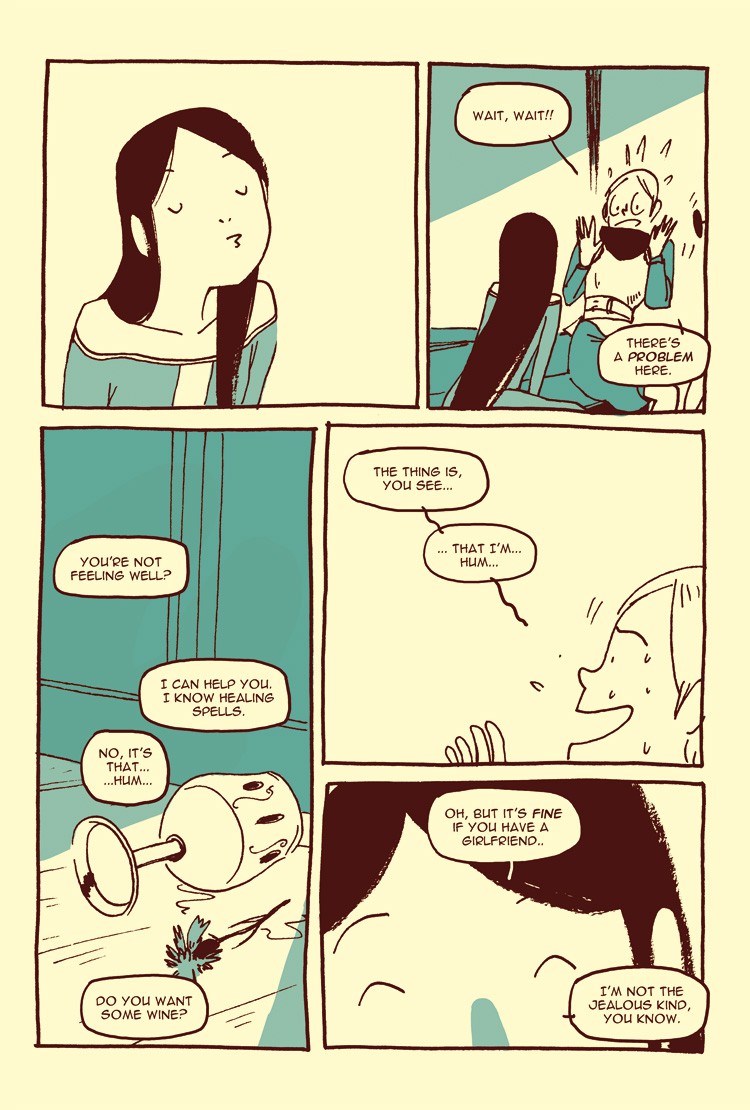 WAIT, WAIT!!
THERE'S
A PROBLEM
HERE.
YOU'RE NOT
FEELING WELL?
I CAN HELP YOU.
I KNOW HEALING
SPELLS.
NO, IT'S
THAT...
...HUM...
DO YOU WANT
SOME WINE?
THE THING IS,
YOU SEE...
... THAT I'M...
HUM...
OH, BUT IT'S FINE
IF YOU HAVE A
GIRLFRIEND..
I'M NOT THE
JEALOUS KIND,
YOU KNOW.